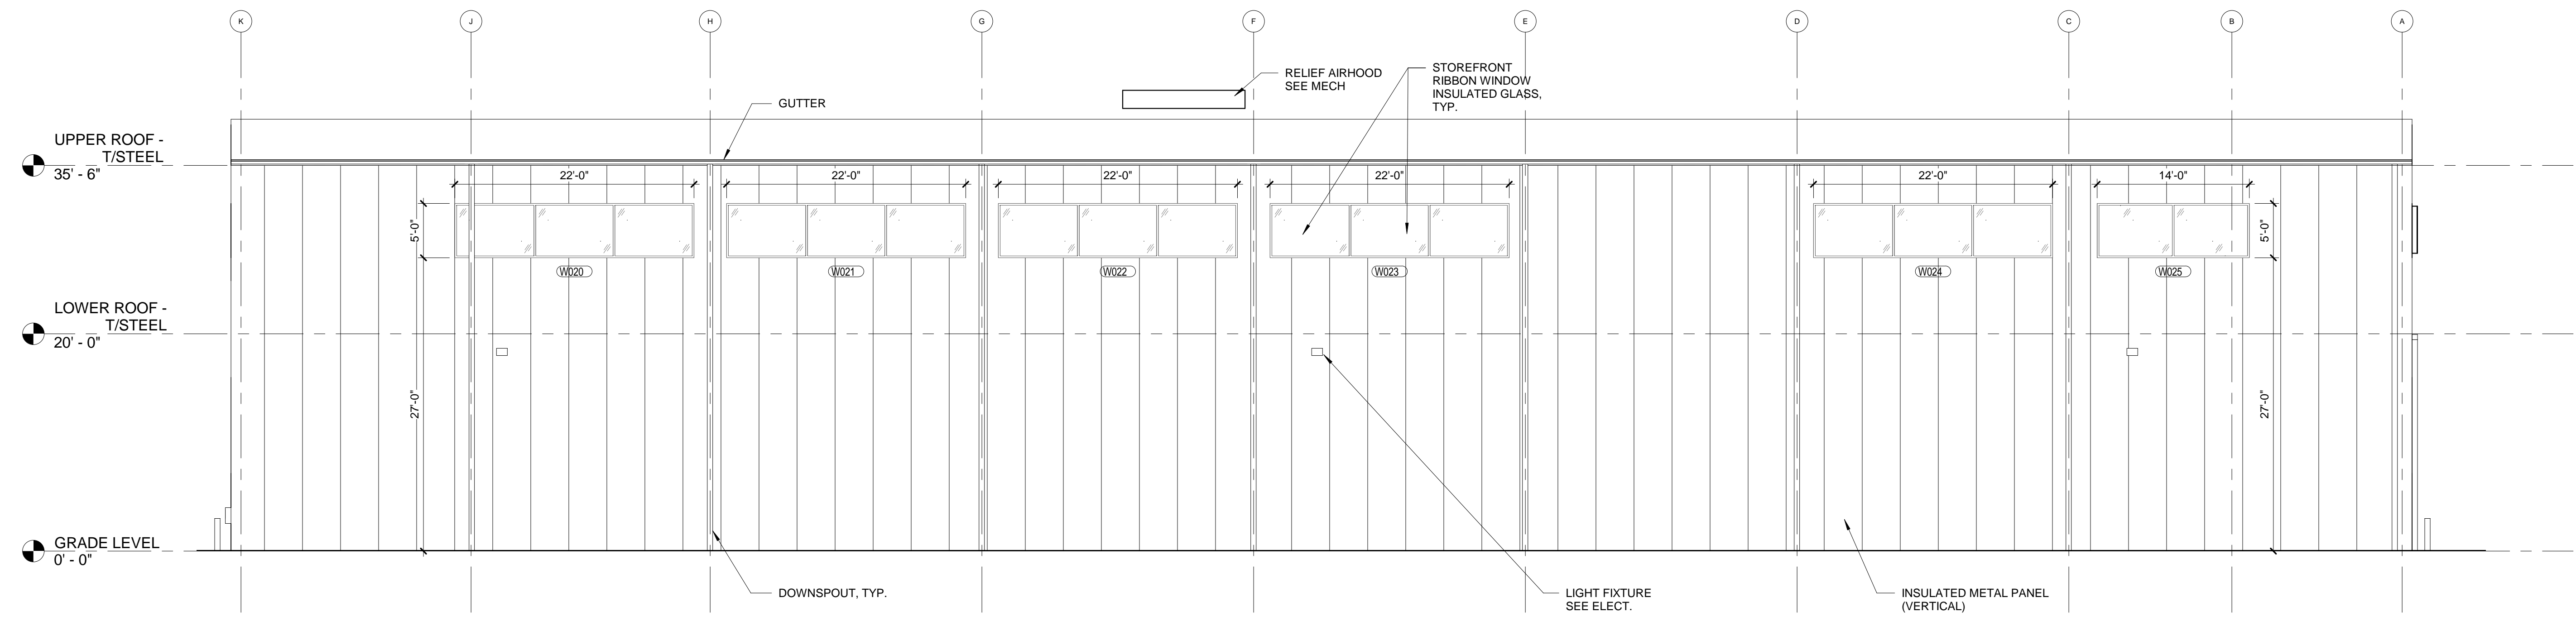 K
J
H
G
F
E
D
C
B
A
RELIEF AIRHOOD
SEE MECH
STOREFRONT
RIBBON WINDOW
INSULATED GLASS,
TYP.
GUTTER
UPPER ROOF -
T/STEEL
35' - 6"
22'-0"
22'-0"
22'-0"
22'-0"
22'-0"
14'-0"
5'-0"
5'-0"
W020
W021
W022
W023
W024
W025
LOWER ROOF -
T/STEEL
20' - 0"
27'-0"
27'-0"
GRADE LEVEL
0' - 0"
DOWNSPOUT, TYP.
LIGHT FIXTURE
SEE ELECT.
INSULATED METAL PANEL
(VERTICAL)